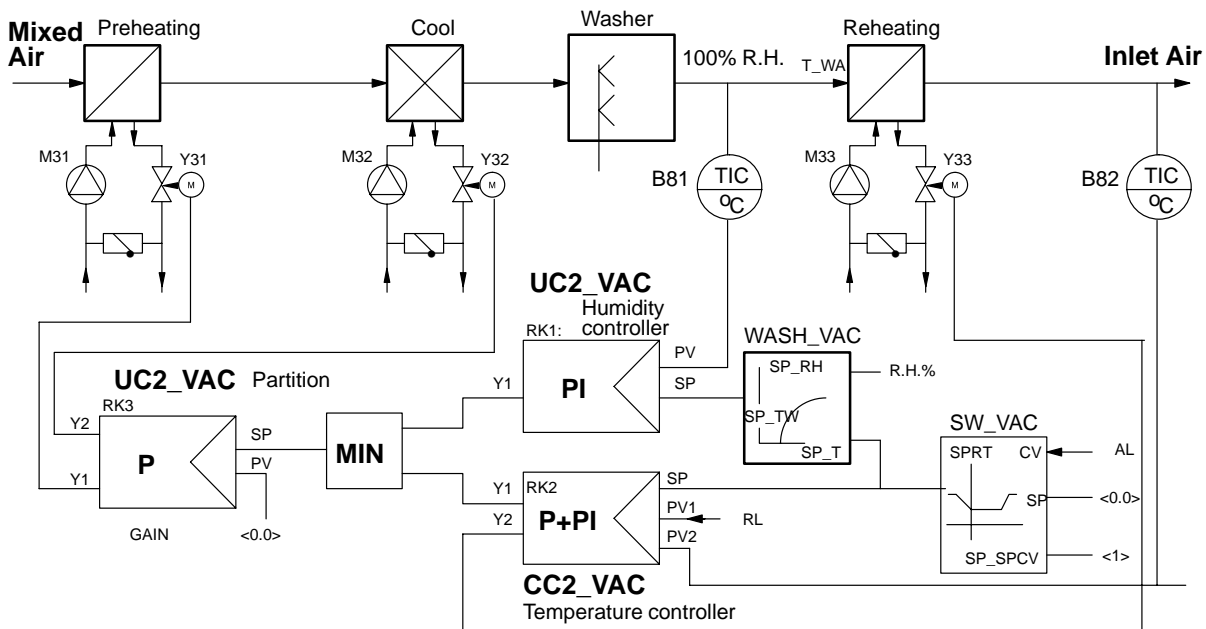 Mixed Air
Preheating
Cool
Washer
100% R.H.
T_WA
Reheating
Inlet Air
M31
Y31
M
M32
Y32
M
B81
TIC
°C
M33
Y33
M
B82
TIC
°C
UC2_VAC
Humidity
controller
RK1:
PI
PV
SP
Y1
WASH_VAC
SP_RH
SP_TW
SP_T
R.H.%
UC2_VAC Partition
RK3
Y2
Y1
P
SP
PV
GAIN
<0.0>
MIN
Y1
Y2
RK2
P+PI
SP
PV1
PV2
RL
CC2_VAC
Temperature controller
SW_VAC
SPRT
CV
AL
SP
<0.0>
SP_SPCV
<1>